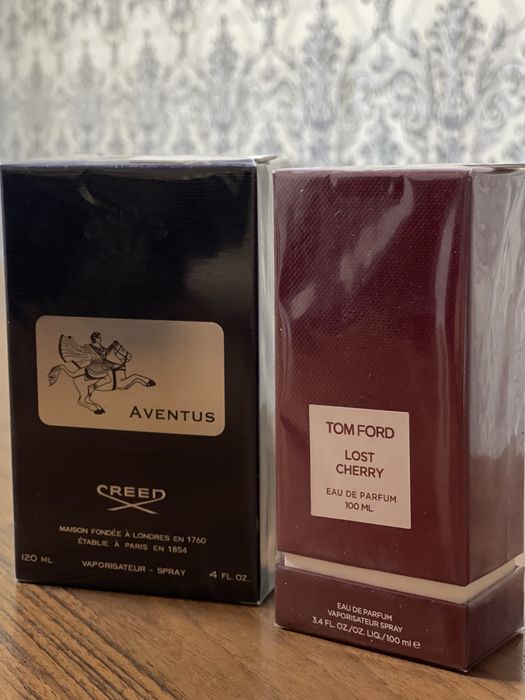 AVENTUS
CREED
MAISON FONDÉE À LONDRES EN 1760
ÉTABLIE À PARIS EN 1854
120 ML. VAPORISATEUR - SPRAY 4 FL. OZ.
TOM FORD
LOST
CHERRY
EAU DE PARFUM
100 ML
EAU DE PARFUM
VAPORISATEUR SPRAY
3.4 FL. OZ./OZ. LIQ./100 ml e